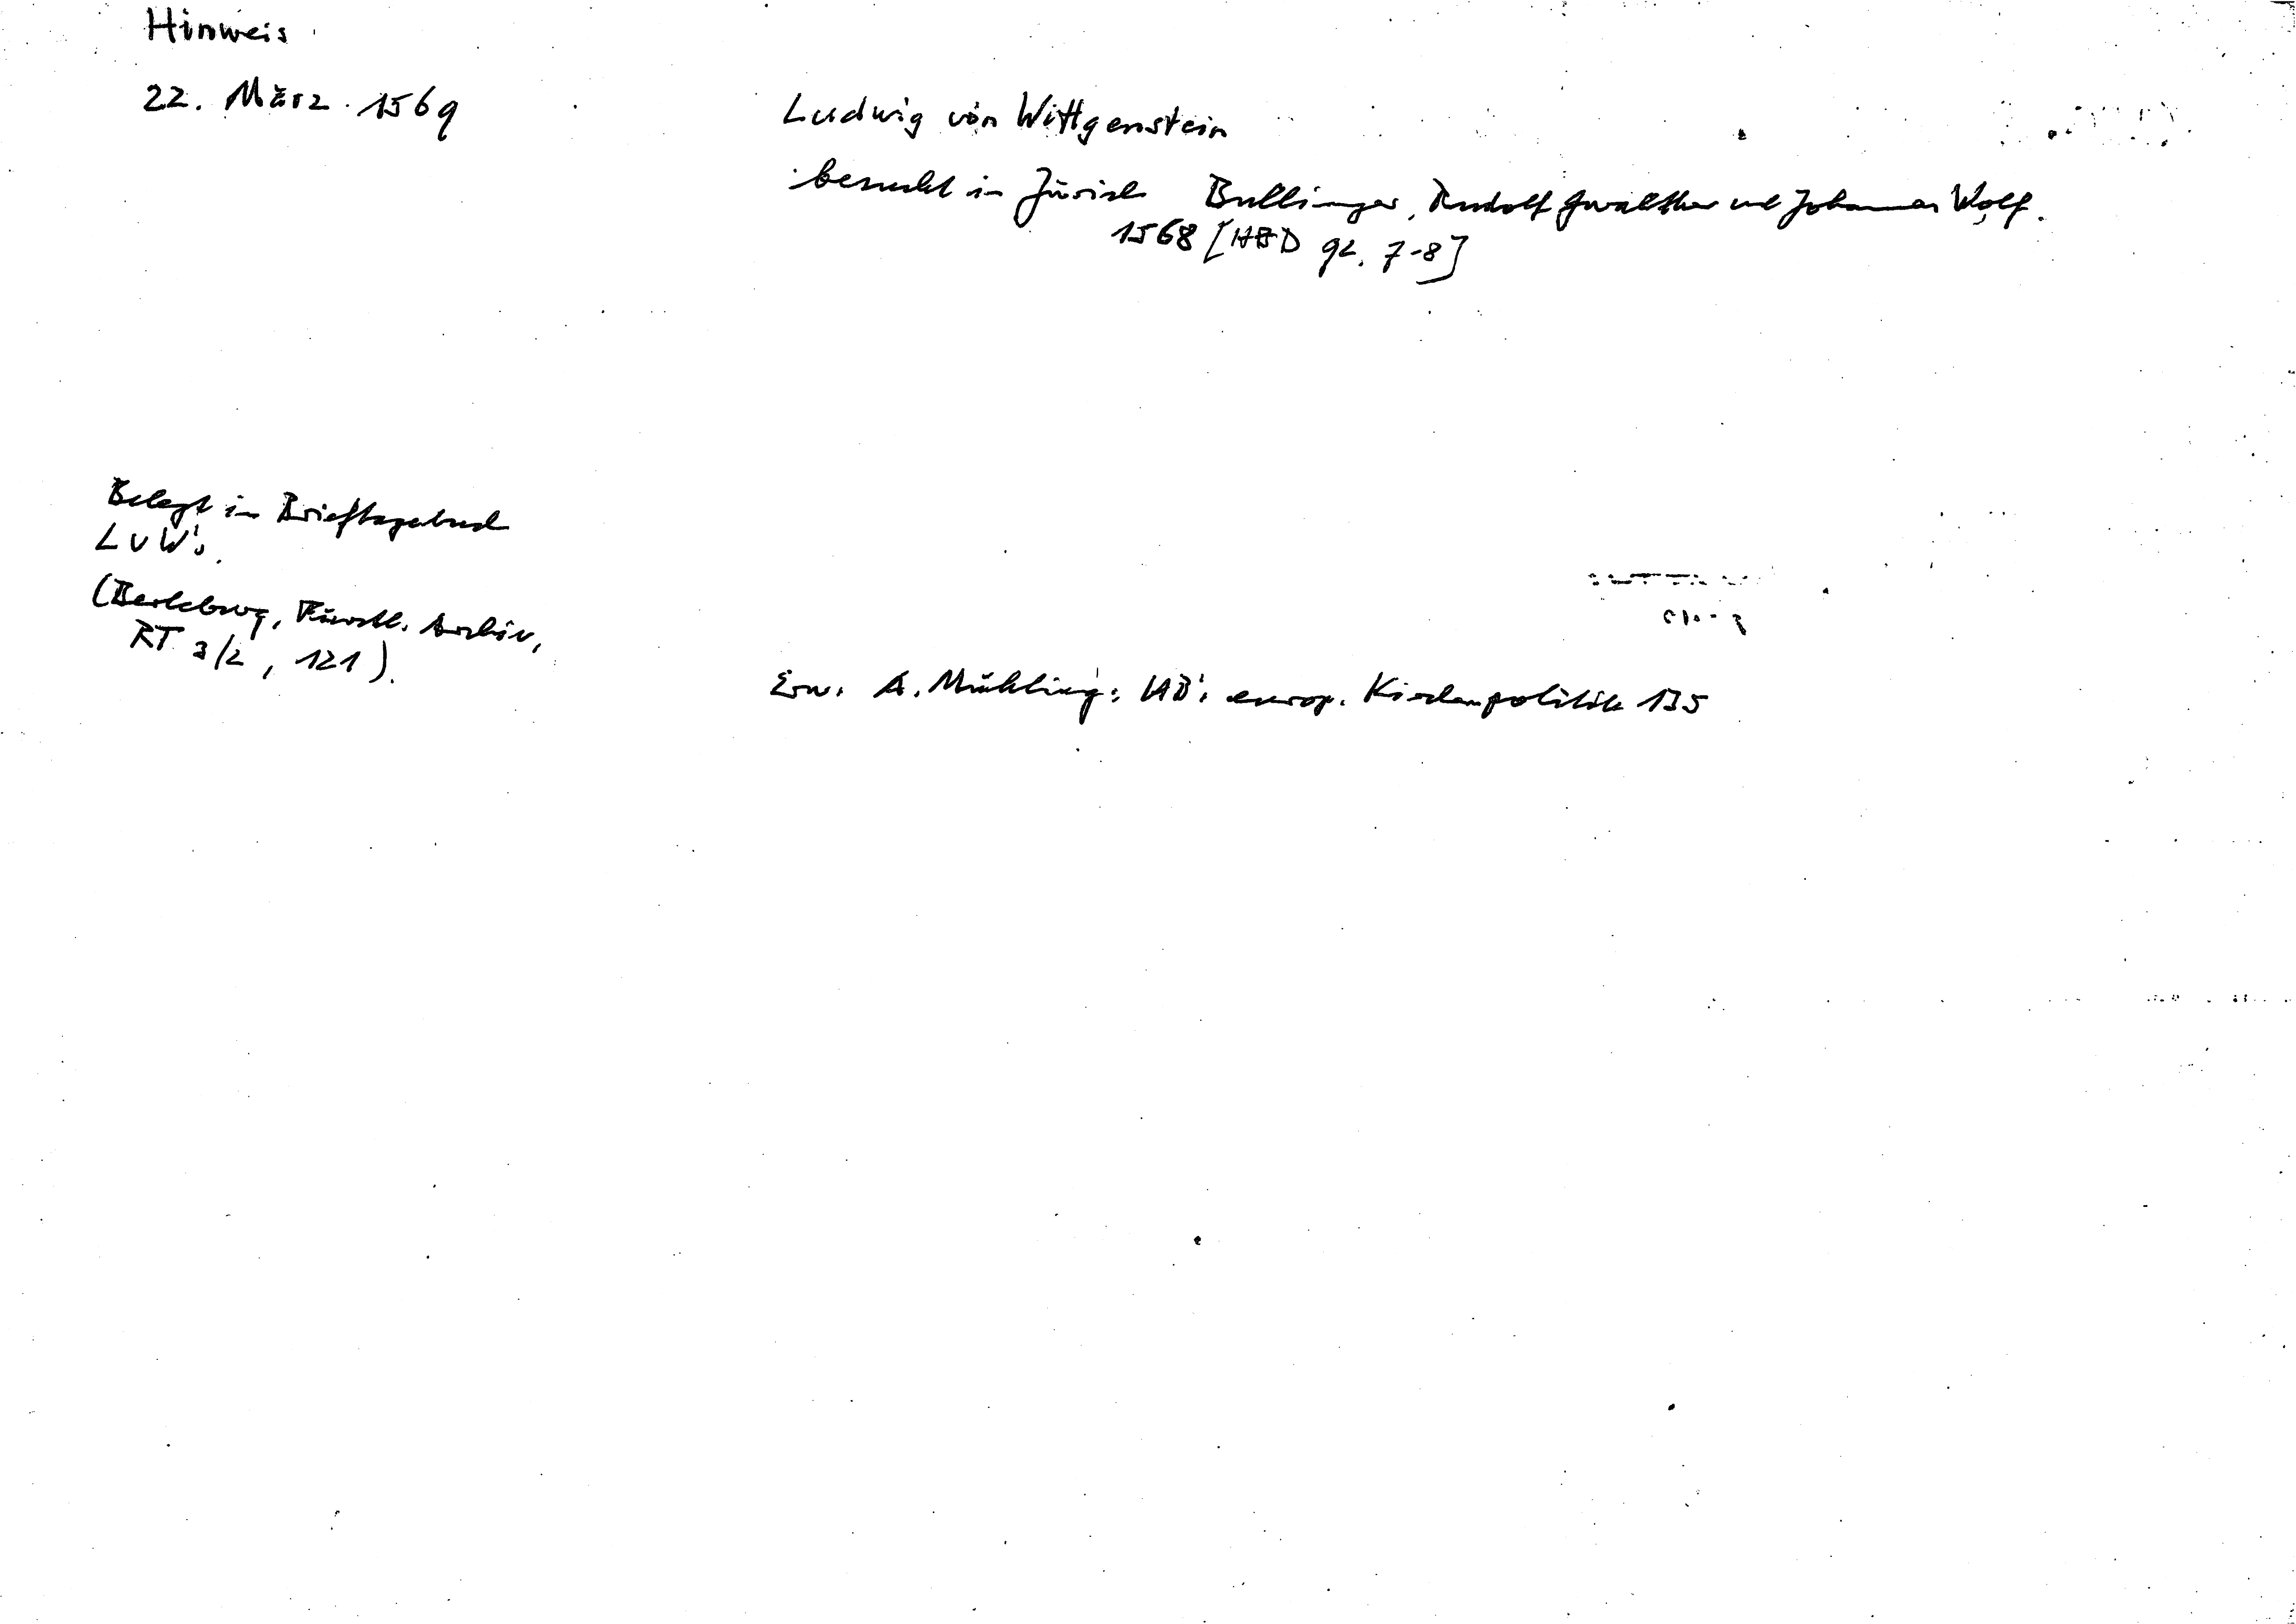 Hinweis
22. März 1569
Ludwig von Wittgenstein
besucht in Zürich Bullinger, Rudolf Gwalther und Johannes Wolf.
1568 [HBD 92, 7-8]
Belegt in Brieftagebuch
LvW's.
(Berleburg, Fürstl. Archiv,
RT 3/2, 121).
Erw. A. Mühling: HB's europ. Kirchenpolitik 135